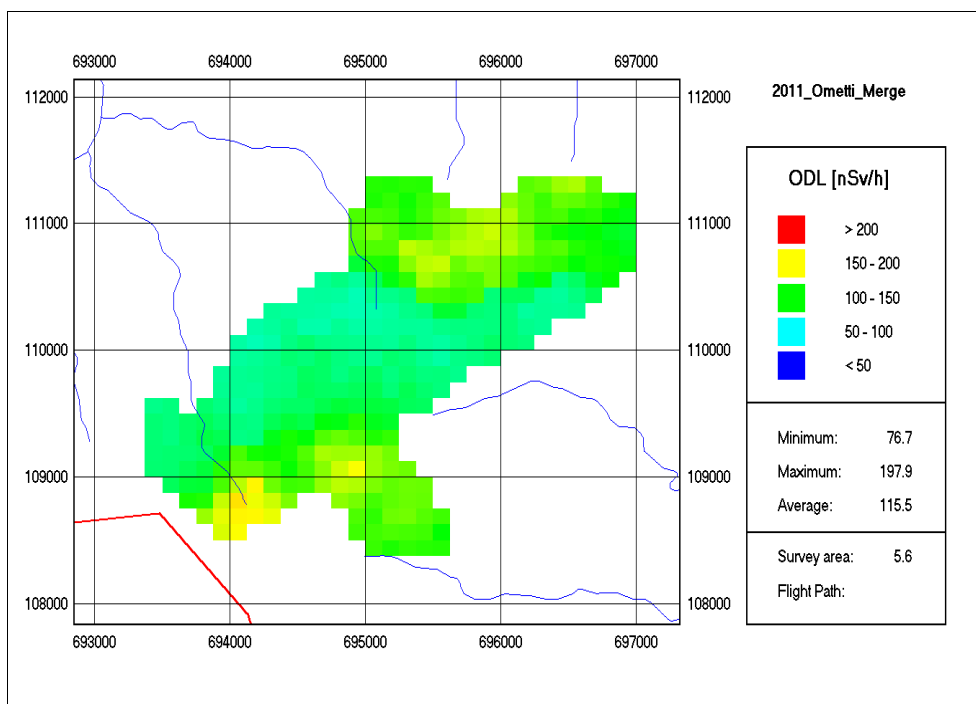 693000 694000 695000 696000 697000
112000 112000
111000 111000
110000 110000
109000 109000
108000 108000
693000 694000 695000 696000 697000
2011_Ometti_Merge
ODL [nSv/h]
> 200
150 - 200
100 - 150
50 - 100
< 50
Minimum: 76.7
Maximum: 197.9
Average: 115.5
Survey area: 5.6
Flight Path: